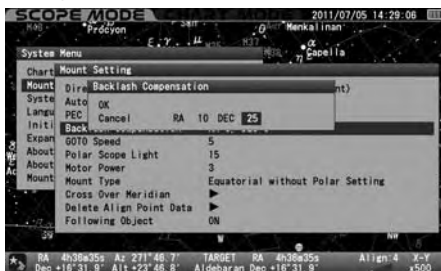 SCOPE MODE
2011/07/05 14:29:06
Procyon
Menkalinan
Capella
System Menu
Chart
Mount Setting
Mount
Backlash Compensation
Syste
Auto
OK
Langu
PEC
Cancel RA 10 DEC 25
Initi
Expan
GOTO Speed 5
About
Polar Scope Light 15
About
Motor Power 3
Mount
Mount Type Equatorial without Polar Setting
Cross Over Meridian ▶
Delete Align Point Data ▶
Following Object ON
RA 4h36m35s Az 271°46.7' TARGET RA 4h36m35s Align:4 X-Y
Dec +16°31.9' Alt +23°46.8' Aldebaran Dec +16°31.9' x500